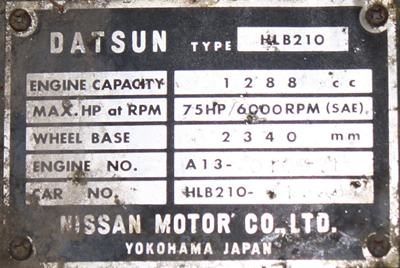 DATSUN TYPE HLB210
ENGINE CAPACITY 1288 cc
MAX. HP at RPM 75HP/6000RPM (SAE)
WHEEL BASE 2340 mm
ENGINE NO. A13-
CAR NO. HLB210-
NISSAN MOTOR CO., LTD.
YOKOHAMA JAPAN